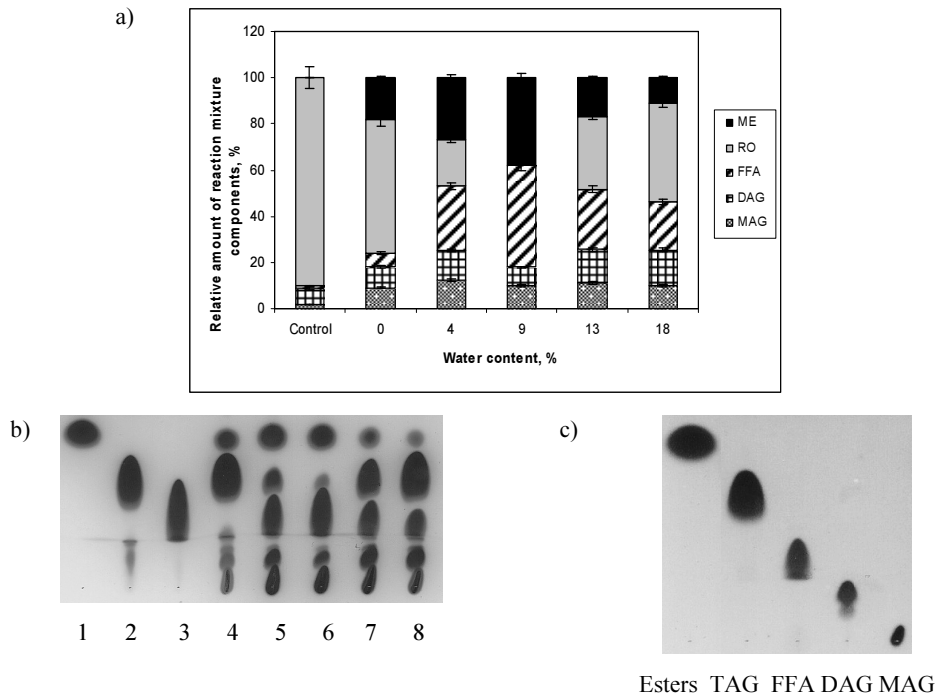 a)
120
100
80
60
40
20
0
Relative amount of reaction mixture
components, %
Control 0 4 9 13 18
Water content, %
ME
RO
FFA
DAG
MAG
b)
1 2 3 4 5 6 7 8
c)
Esters TAG FFA DAG MAG